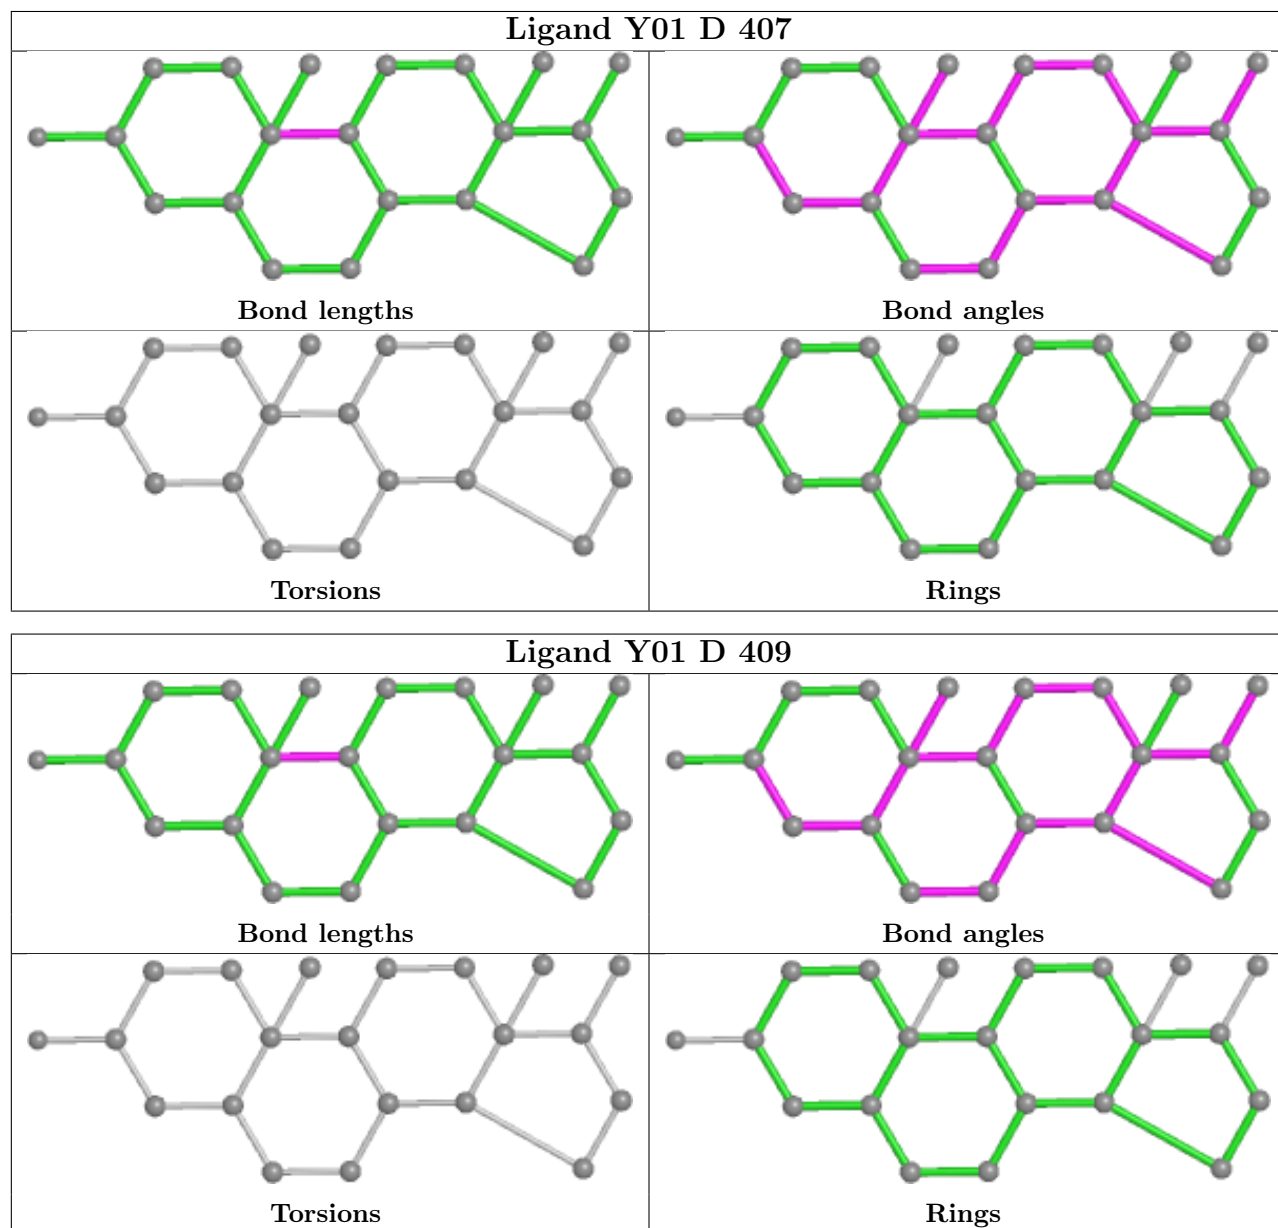 Ligand Y01 D 407
Bond lengths
Bond angles
Torsions
Rings
Ligand Y01 D 409
Bond lengths
Bond angles
Torsions
Rings